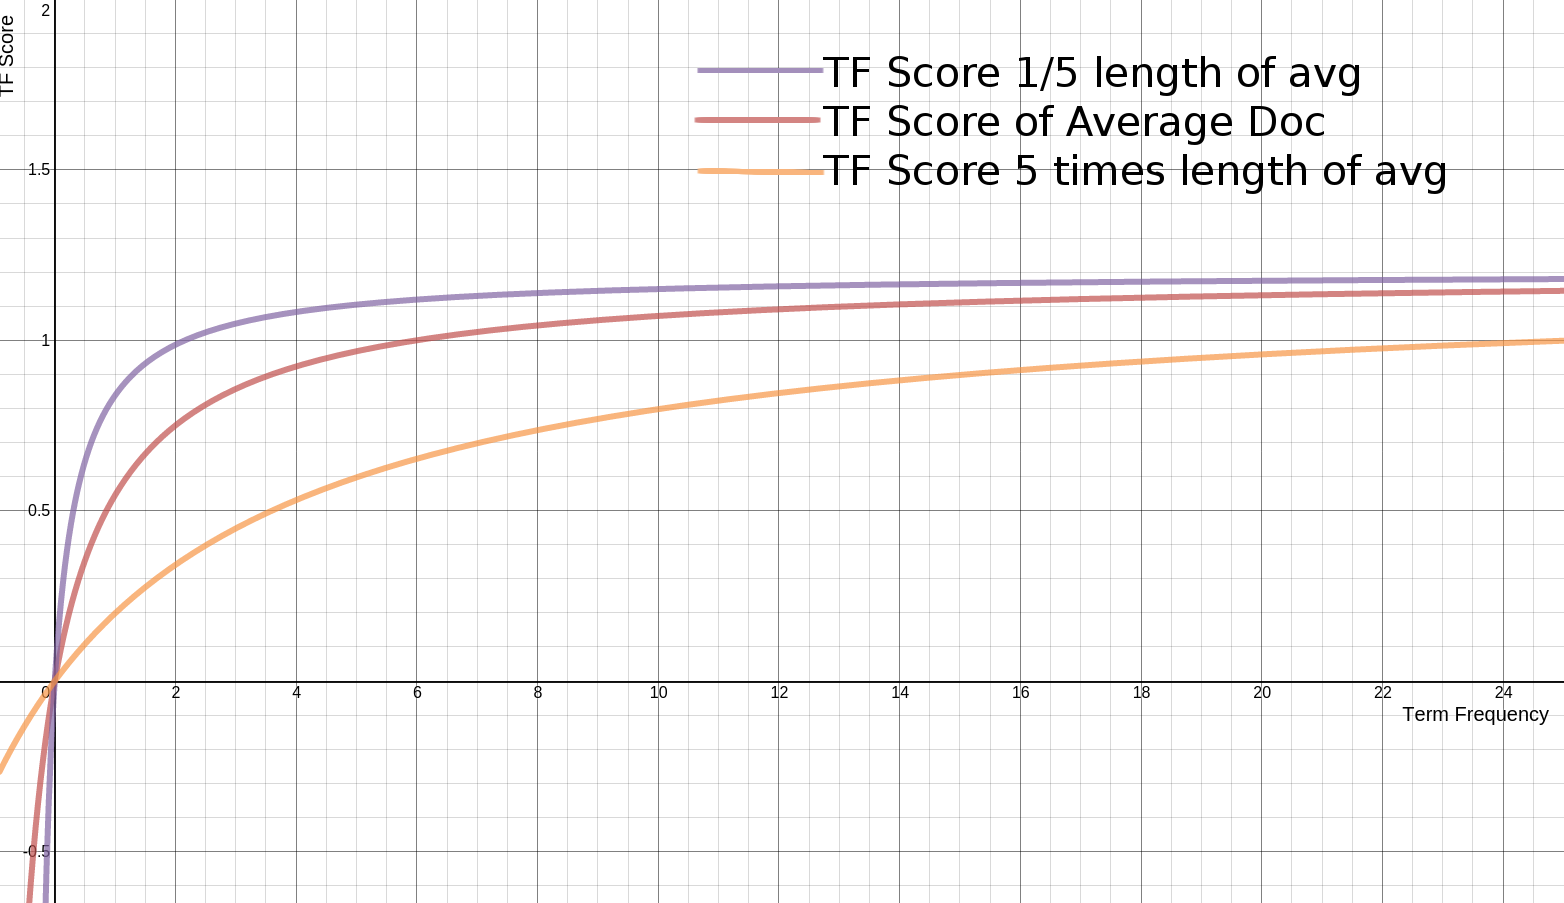 2
TF Score
TF Score 1/5 length of avg
TF Score of Average Doc
1.5
TF Score 5 times length of avg
1
0.5
0 2 4 6 8 10 12 14 16 18 20 22 24
Term Frequency
-0.5